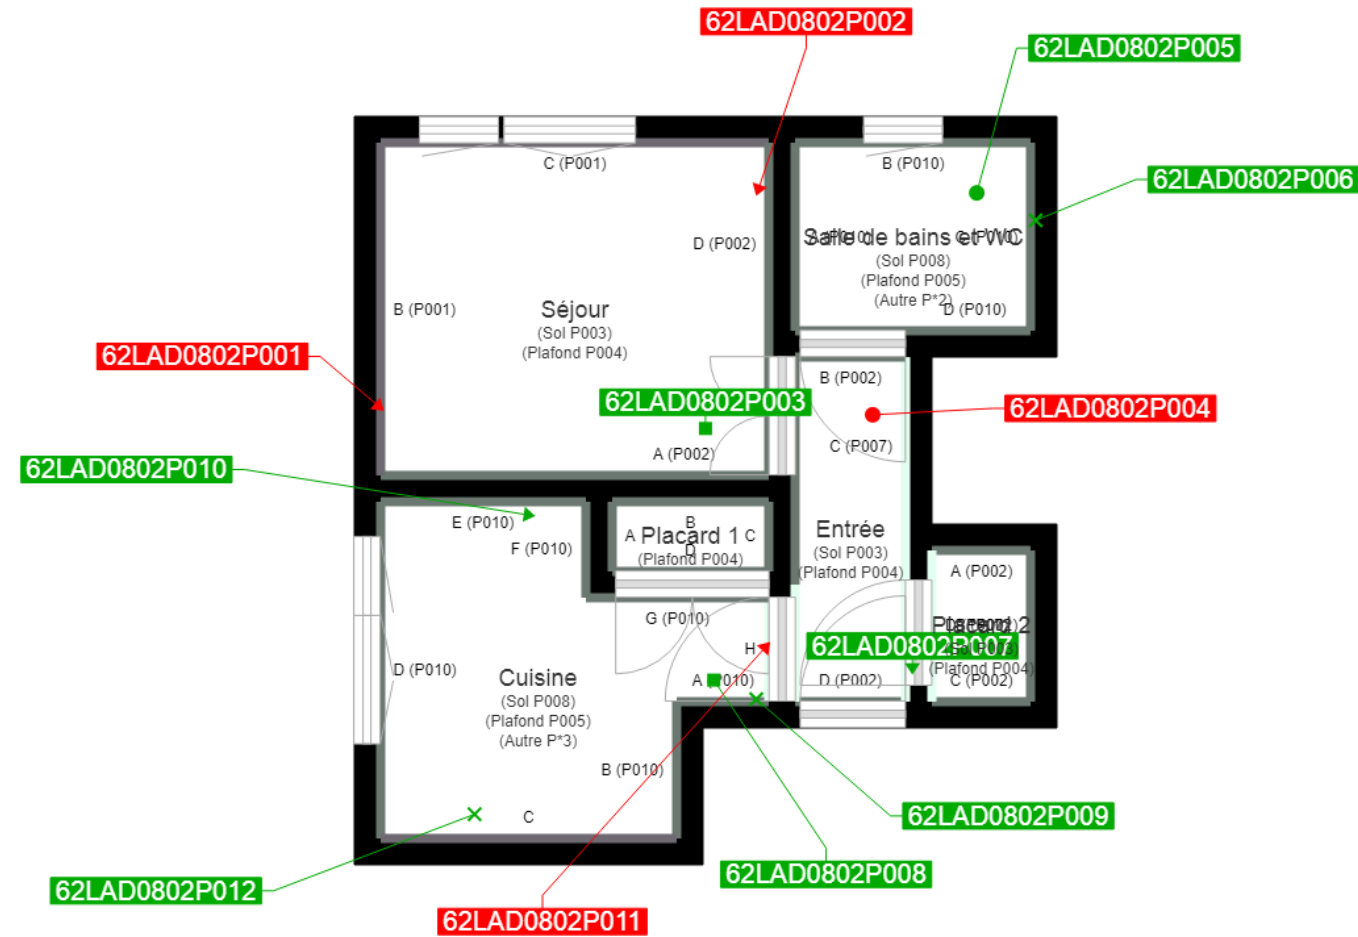 62LAD0802P002
62LAD0802P005
C (P001)
B (P010)
62LAD0802P006
D (P002)
Salle de bains et WC
(Sol P008)
(Plafond P005)
(Autre P*2)
D (P010)
B (P001)
Séjour
(Sol P003)
(Plafond P004)
62LAD0802P001
B (P002)
62LAD0802P003
62LAD0802P004
C (P007)
A (P002)
62LAD0802P010
E (P010)
F (P010)
B
A Placard 1 C
D
(Plafond P004)
Entrée
(Sol P003)
(Plafond P004)
A (P002)
Placard 2
(Plafond P004)
C (P002)
G (P010)
H
62LAD0802P007
D (P010)
Cuisine
(Sol P008)
(Plafond P005)
(Autre P*3)
A (P010)
D (P002)
B (P010)
C
62LAD0802P009
62LAD0802P008
62LAD0802P012
62LAD0802P011